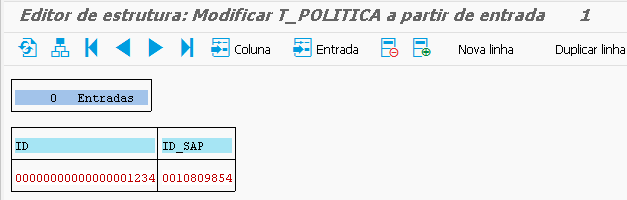 Editor de estrutura: Modificar T_POLITICA a partir de entrada 1
Coluna Entrada Nova linha Duplicar linha
0 Entradas
ID ID_SAP
00000000000000001234 0010809854